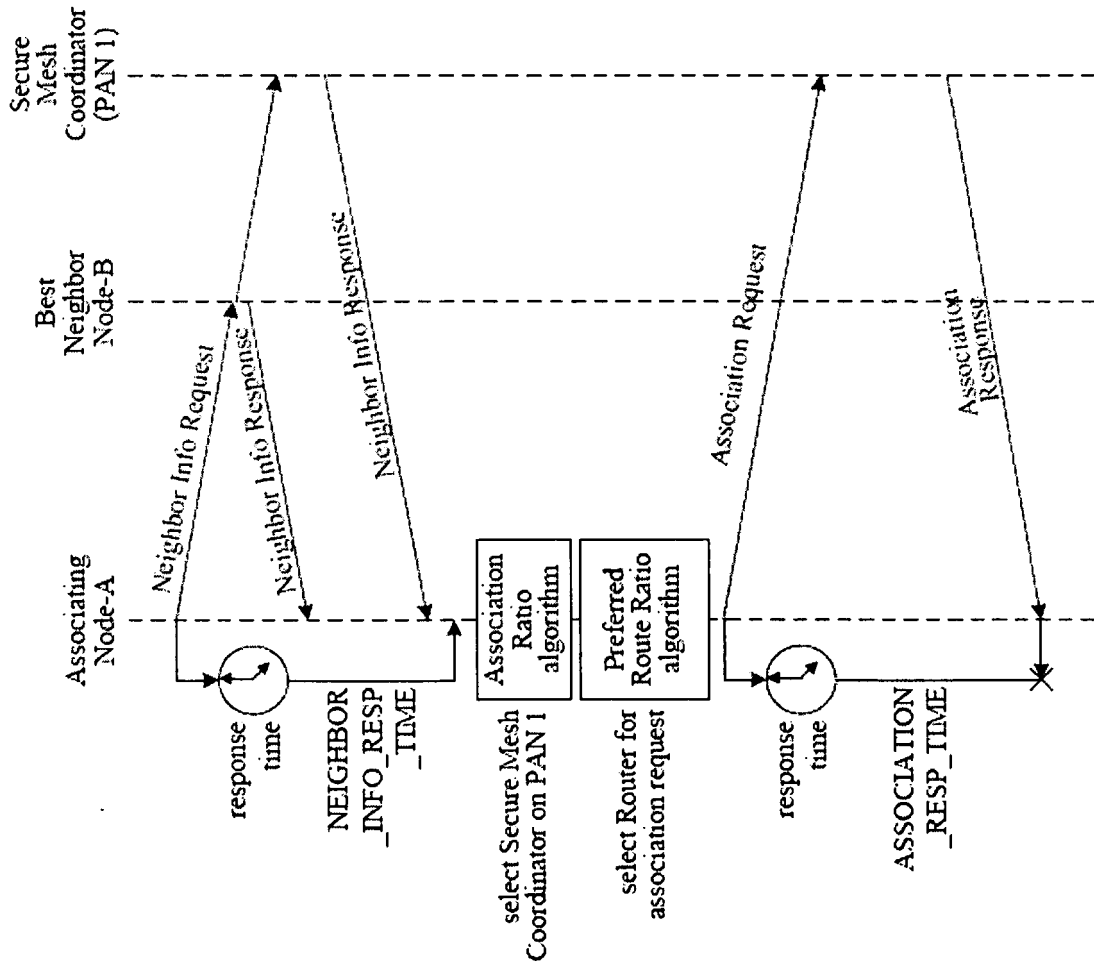 Associating
Node-A
Best
Neighbor
Node-B
Secure
Mesh
Coordinator
(PAN 1)
Neighbor Info Request
Neighbor Info Response
Neighbor Info Response
response
time
NEIGHBOR
_INFO_RESP
_TIME
select Secure Mesh
Coordinator on PAN 1
Association
Ratio
algorithm
select Router for
association request
Preferred
Route Ratio
algorithm
Association Request
response
time
ASSOCIATION
_RESP_TIME
Association
Response